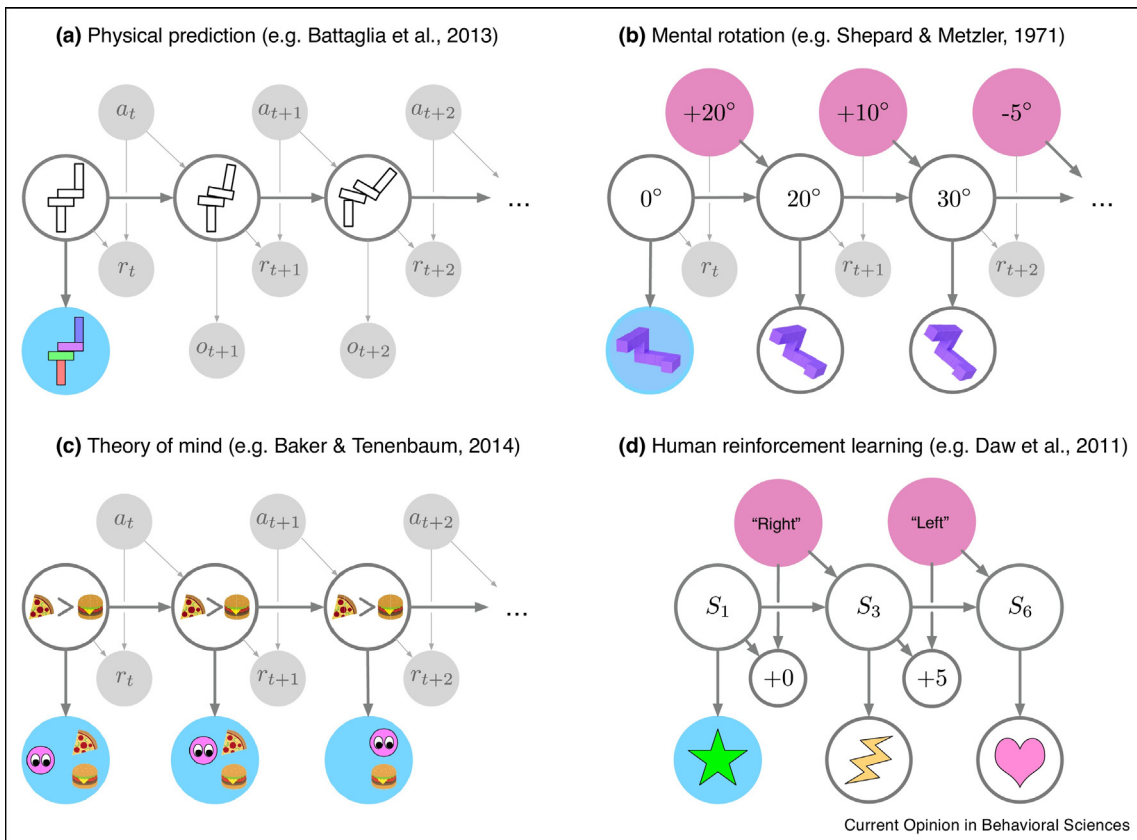 (a) Physical prediction (e.g. Battaglia et al., 2013)
a_t a_{t+1} a_{t+2}
...
r_t r_{t+1} r_{t+2}
o_{t+1} o_{t+2}
(b) Mental rotation (e.g. Shepard & Metzler, 1971)
+20° +10° -5°
0° 20° 30° ...
r_t r_{t+1} r_{t+2}
(c) Theory of mind (e.g. Baker & Tenenbaum, 2014)
a_t a_{t+1} a_{t+2}
> > > ...
r_t r_{t+1} r_{t+2}
(d) Human reinforcement learning (e.g. Daw et al., 2011)
“Right” “Left”
S_1 S_3 S_6
+0 +5
Current Opinion in Behavioral Sciences